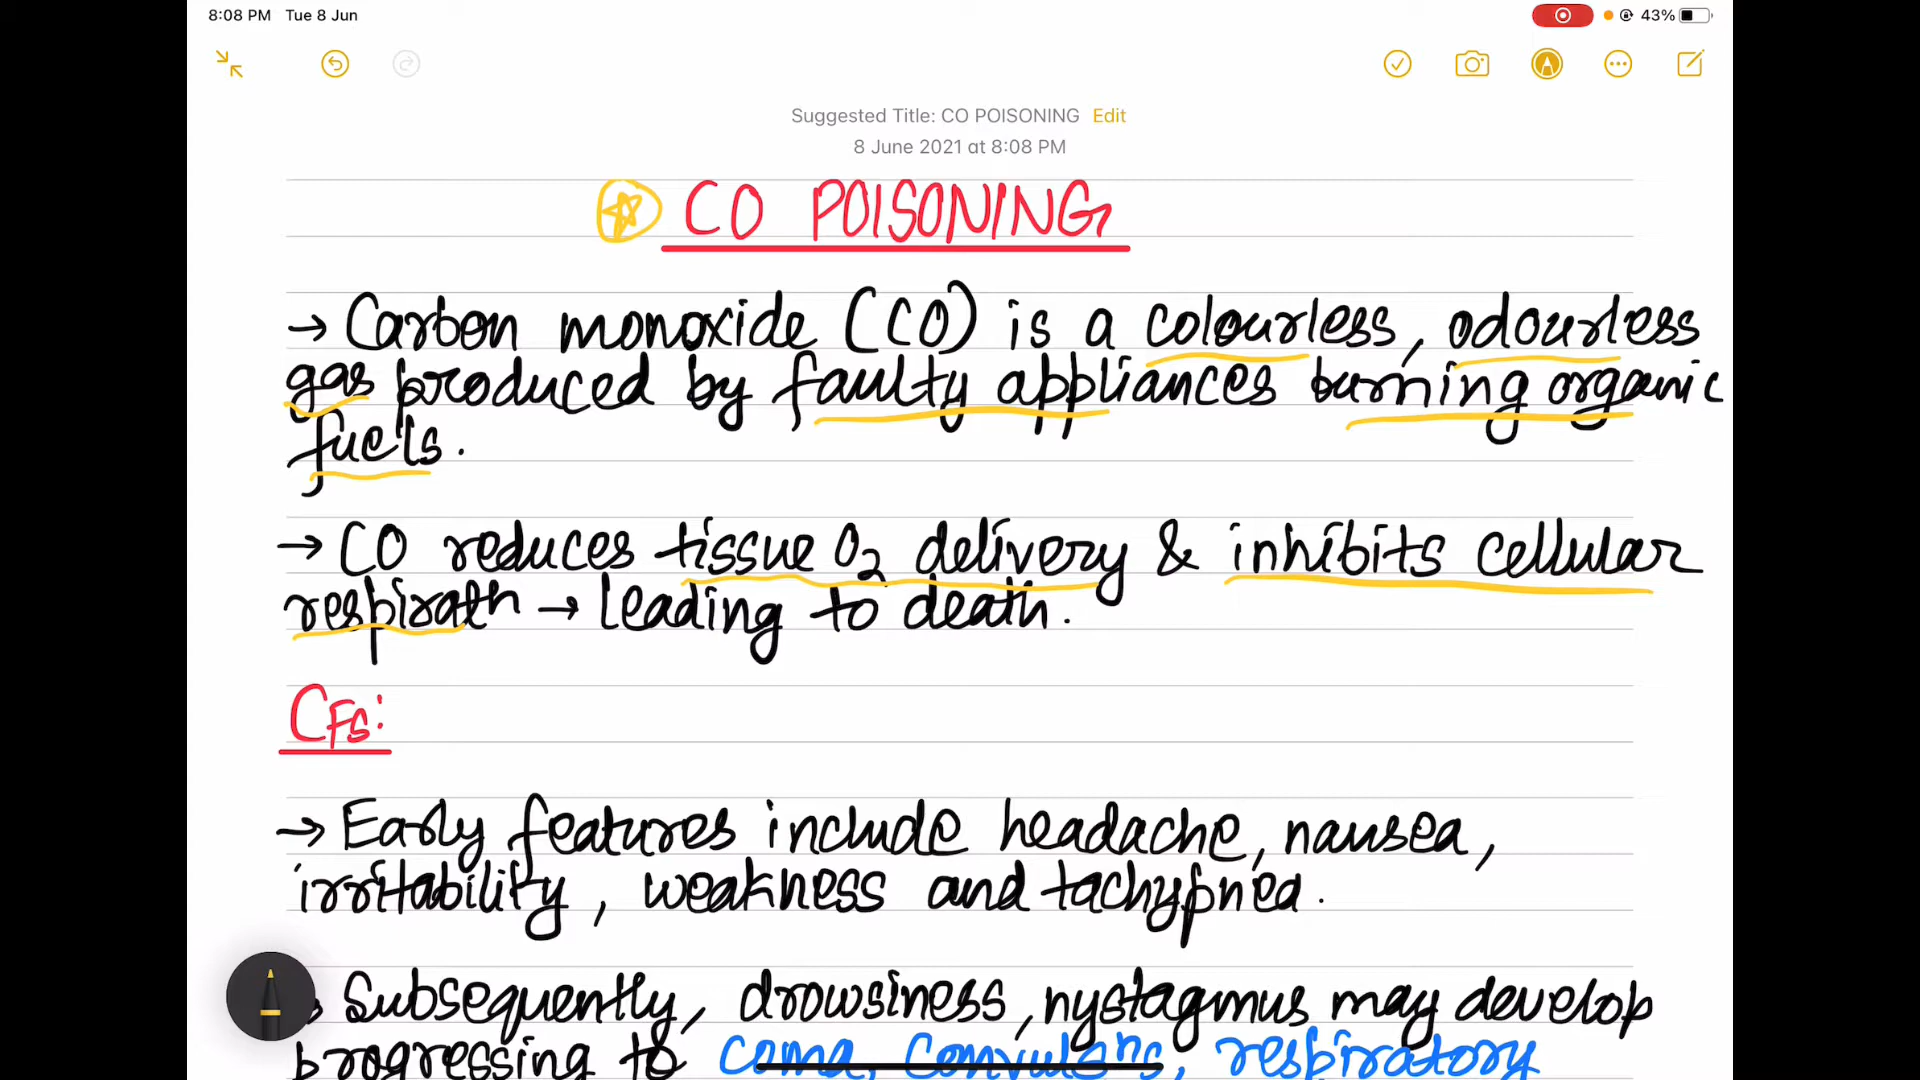 8:08 PM Tue 8 Jun
43%
Suggested Title: CO POISONING Edit
8 June 2021 at 8:08 PM
CO POISONING
→ Carbon monoxide (CO) is a colourless, odourless
gas produced by faulty appliances burning organic
fuels.
→ CO reduces tissue O2 delivery & inhibits cellular
respiratn → leading to death.
CFs:
→ Early features include headache, nausea,
irritability, weakness and tachypnea.
Subsequently, drowsiness, nystagmus may develop
progressing to coma, convulsns, respiratory